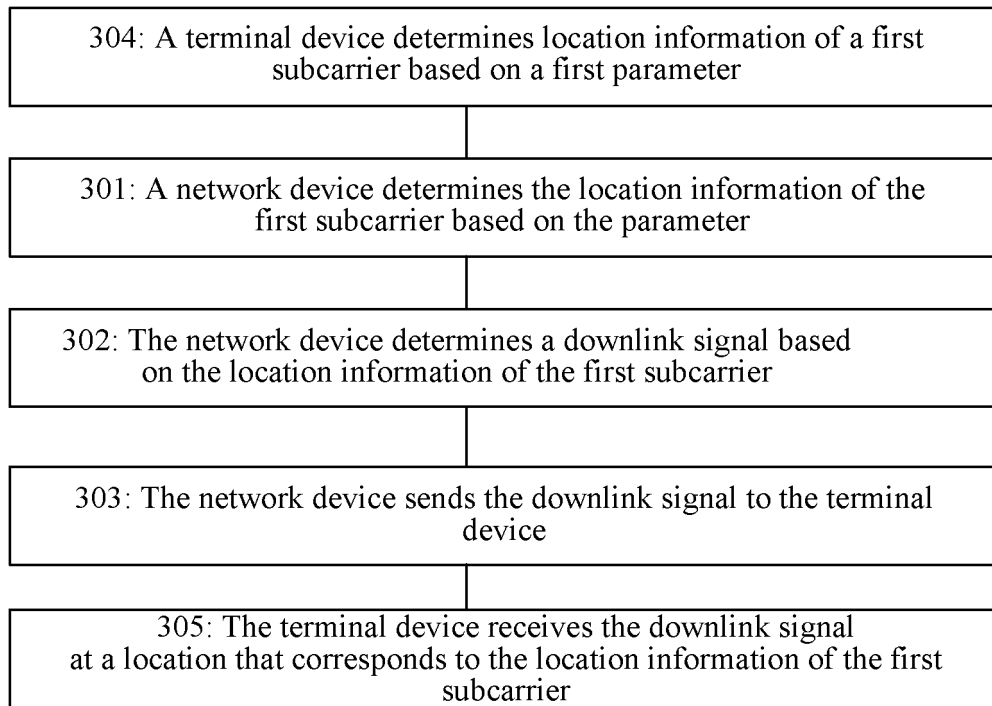 304: A terminal device determines location information of a first
subcarrier based on a first parameter
301: A network device determines the location information of the
first subcarrier based on the parameter
302: The network device determines a downlink signal based
on the location information of the first subcarrier
303: The network device sends the downlink signal to the terminal
device
305: The terminal device receives the downlink signal
at a location that corresponds to the location information of the first
subcarrier